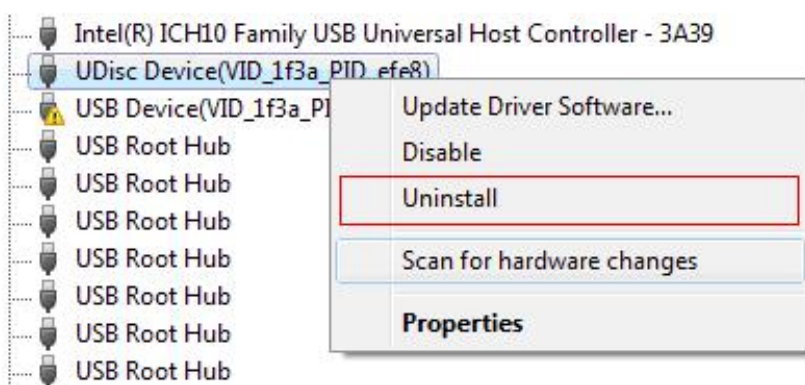 Intel(R) ICH10 Family USB Universal Host Controller - 3A39
UDisc Device(VID_1f3a_PID_efe8)
USB Device(VID_1f3a_PI
USB Root Hub
USB Root Hub
USB Root Hub
USB Root Hub
USB Root Hub
USB Root Hub
USB Root Hub
Update Driver Software...
Disable
Uninstall
Scan for hardware changes
Properties